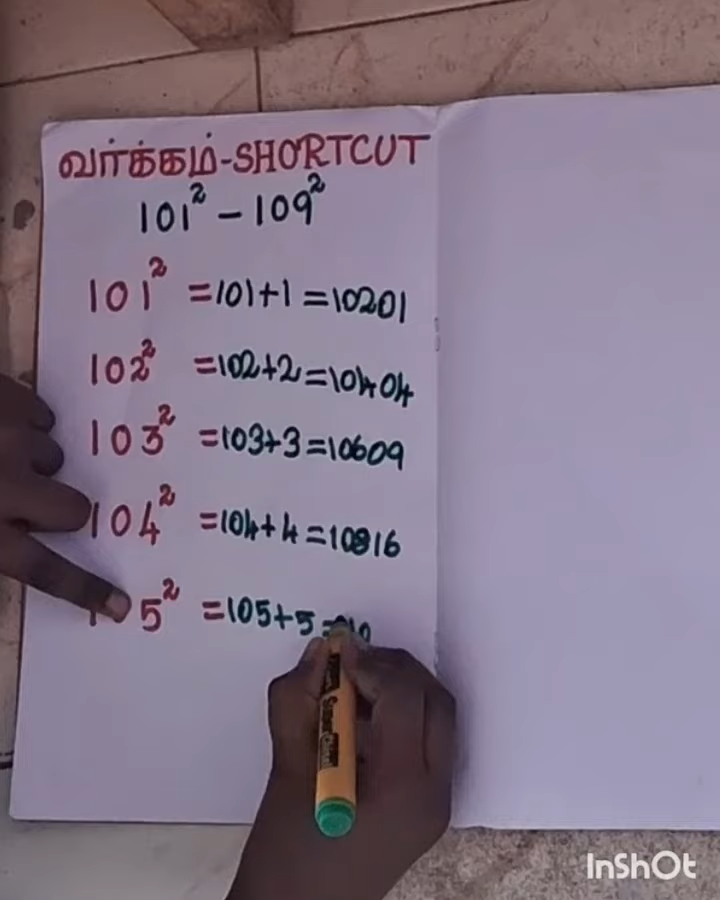 வர்க்கம்-SHORTCUT
101² - 109²
101² = 101+1 = 10201
102² = 102+2 = 10404
103² = 103+3 = 10609
104² = 104+4 = 10816
5² = 105+5 =
InShOt